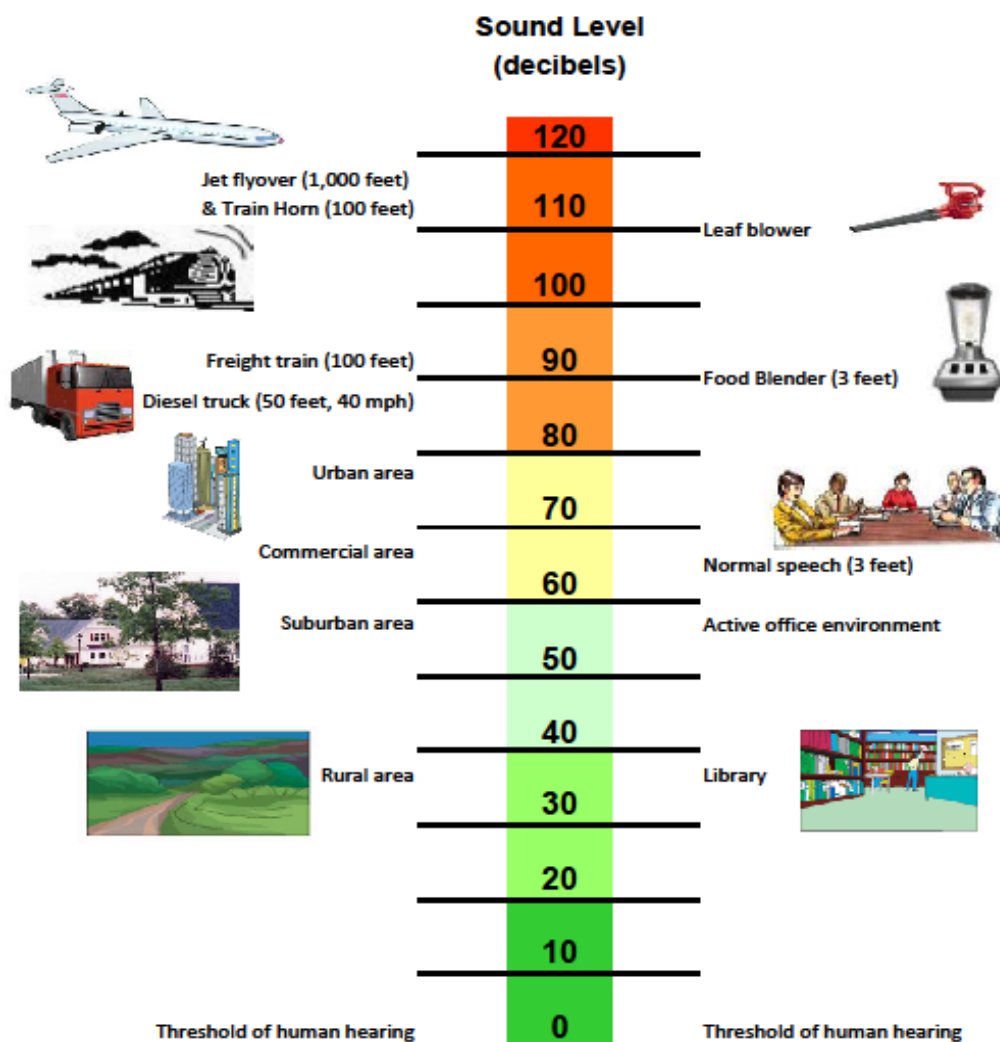 Sound Level
(decibels)
120
Jet flyover (1,000 feet)
& Train Horn (100 feet)
110
Leaf blower
100
Freight train (100 feet)
90
Food Blender (3 feet)
Diesel truck (50 feet, 40 mph)
80
Urban area
70
Commercial area
Normal speech (3 feet)
60
Suburban area
Active office environment
50
40
Rural area
Library
30
20
10
Threshold of human hearing
0
Threshold of human hearing